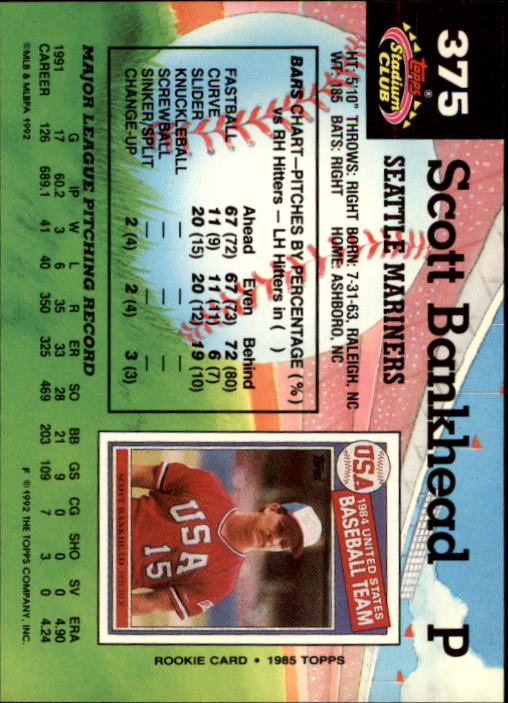 375
Topps®
Stadium
CLUB
Scott Bankhead P
SEATTLE MARINERS
HT: 5'10" THROWS: RIGHT BORN: 7-31-63, RALEIGH, NC
WT: 185 BATS: RIGHT HOME: ASHBORO, NC
BARS CHART—PITCHES BY PERCENTAGE (%)
vs RH Hitters — LH Hitters in ( )
Ahead Even Behind
FASTBALL 67 (72) 67 (73) 72 (80)
CURVE 11 (9) 11 (11) 6 (7)
SLIDER 20 (15) 20 (12) 19 (10)
KNUCKLEBALL — — —
SCREWBALL — — —
SINKER/SPLIT — — —
CHANGE-UP 2 (4) 2 (4) 3 (3)
MAJOR LEAGUE PITCHING RECORD
G IP W L R ER SO BB GS CG SHO SV ERA
1991 17 60.2 3 6 35 33 28 21 9 0 0 0 4.90
CAREER 126 689.1 41 40 350 325 469 203 109 7 3 0 4.24
©MLB & MLBPA 1992
F ©1992 THE TOPPS COMPANY, INC.
USA
1984 UNITED STATES
BASEBALL TEAM
Topps
USA
15
SCOTT BANKHEAD PITCHER
ROOKIE CARD • 1985 TOPPS